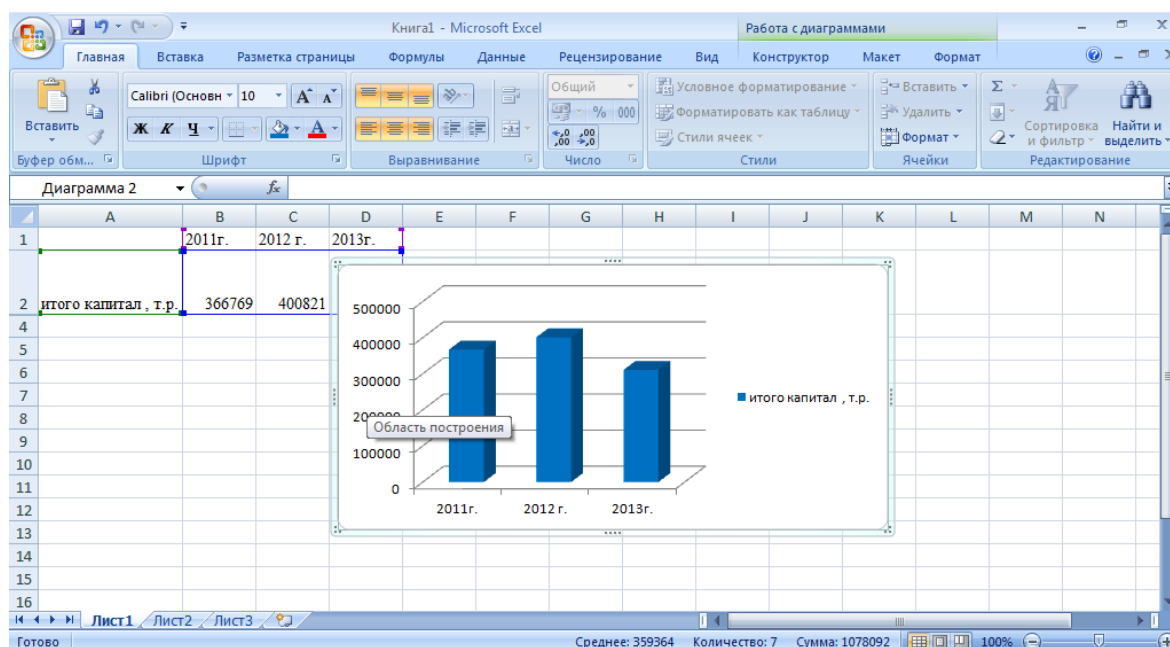 Книга1 - Microsoft Excel
Работа с диаграммами
Главная Вставка Разметка страницы Формулы Данные Рецензирование Вид Конструктор Макет Формат
Вставить
Calibri (Основн 10
Ж К Ч
Общий
% 000
Условное форматирование
Форматировать как таблицу
Стили ячеек
Вставить
Удалить
Формат
Сортировка и фильтр
Найти и выделить
Буфер обм... Шрифт Выравнивание Число Стили Ячейки Редактирование
Диаграмма 2 fx
A B C D E F G H I J K L M N
1 2011г. 2012 г. 2013г.
2 итого капитал , т.р. 366769 400821
4
5
6
7
8
9
10
11
12
13
14
15
16
500000
400000
300000
100000
0
2011г. 2012 г. 2013г.
итого капитал , т.р.
Область построения
Лист1 Лист2 Лист3
Готово Среднее: 359364 Количество: 7 Сумма: 1078092 100%